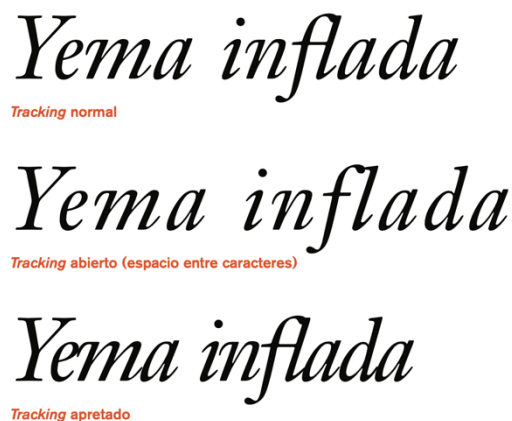 Yema inflada
Tracking normal
Yema inflada
Tracking abierto (espacio entre caracteres)
Yema inflada
Tracking apretado